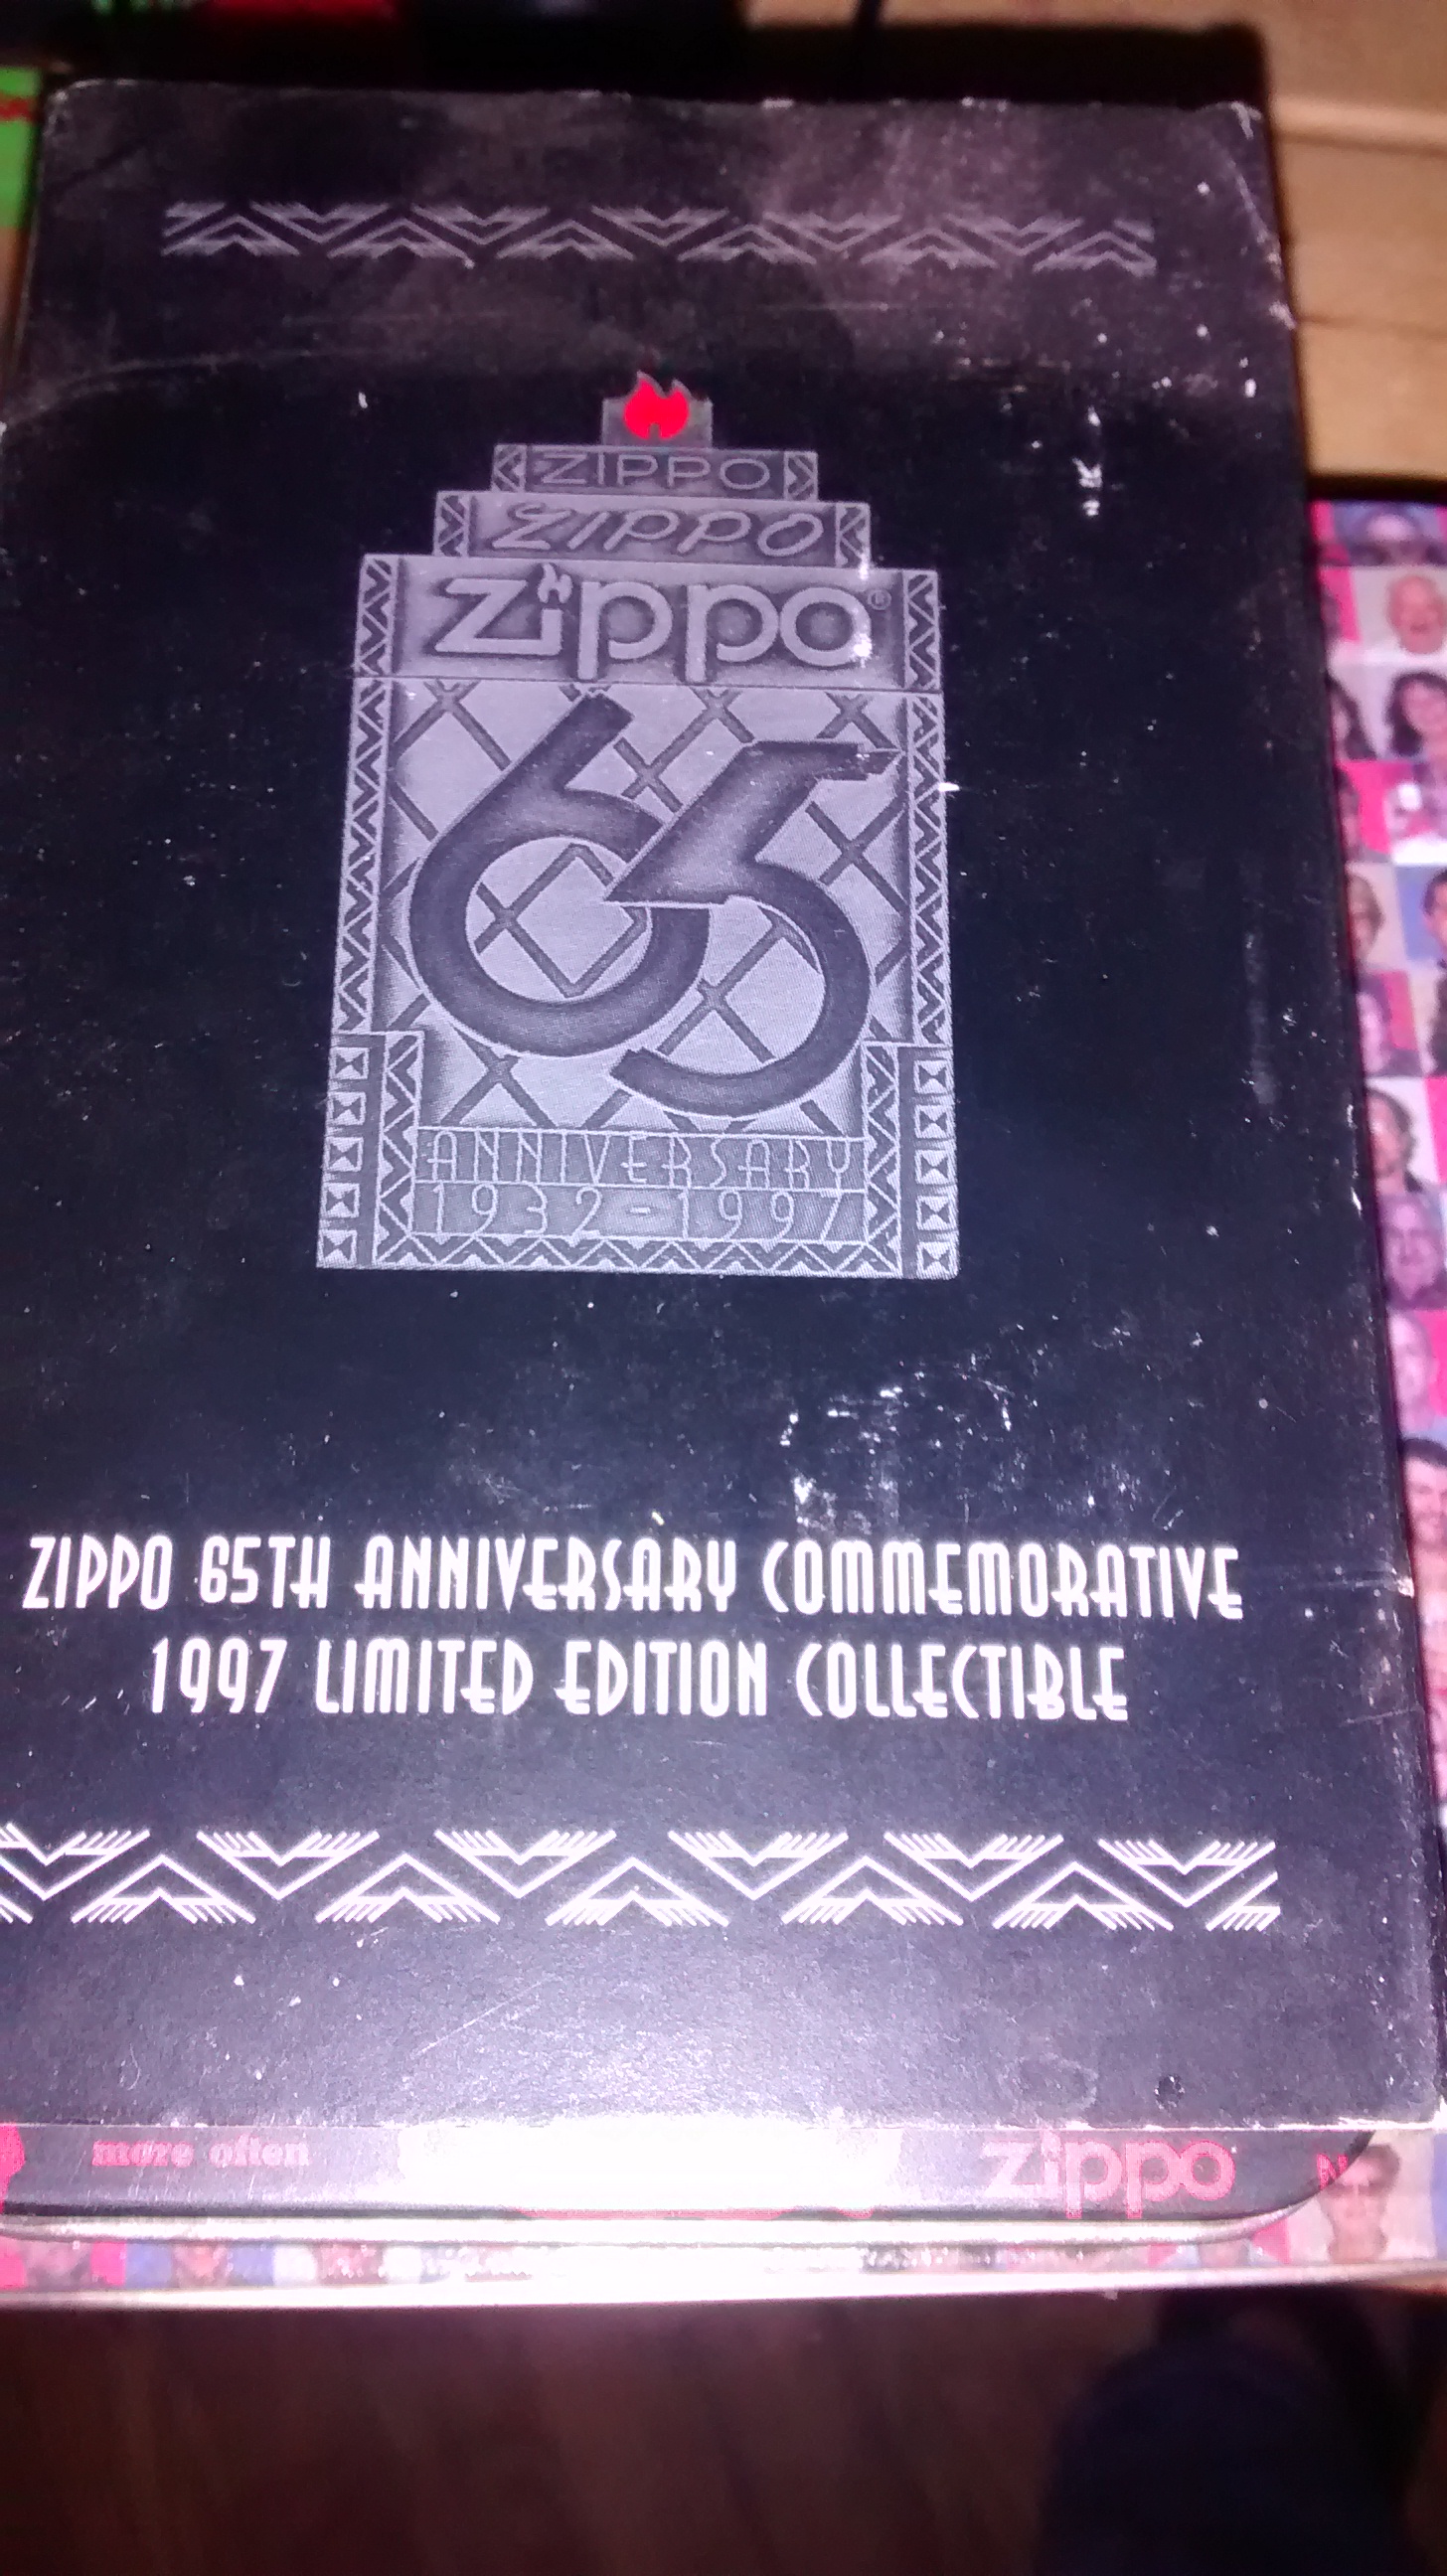 ZIPPO
ZIPPO
Zippo®
65
ANNIVERSARY
1932-1997
ZIPPO 65TH ANNIVERSARY COMMEMORATIVE
1997 LIMITED EDITION COLLECTIBLE
more often
zippo